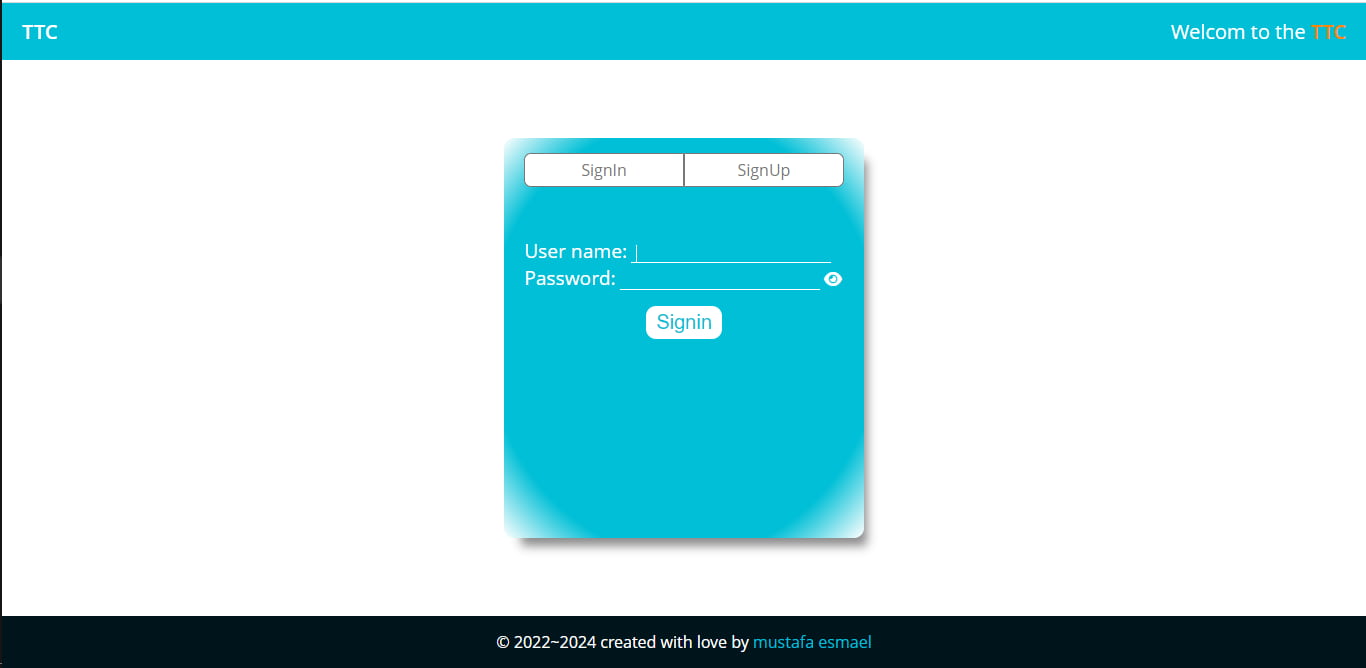 TTC
Welcom to the TTC
SignIn
SignUp
User name:
Password:
Signin
© 2022~2024 created with love by mustafa esmael